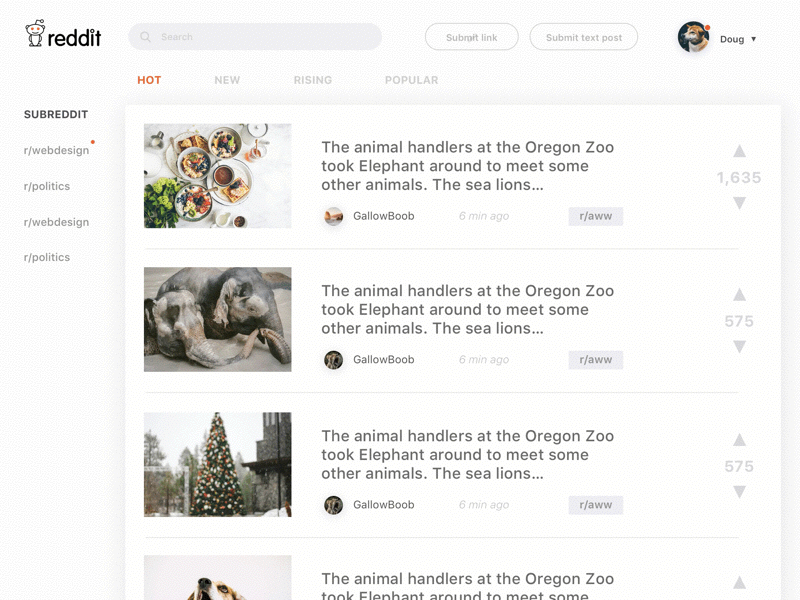 reddit
Search
Submit link
Submit text post
Doug
HOT
NEW
RISING
POPULAR
SUBREDDIT
r/webdesign
r/politics
r/webdesign
r/politics
The animal handlers at the Oregon Zoo
took Elephant around to meet some
other animals. The sea lions...
GallowBoob
6 min ago
r/aww
1,635
The animal handlers at the Oregon Zoo
took Elephant around to meet some
other animals. The sea lions...
GallowBoob
6 min ago
r/aww
575
The animal handlers at the Oregon Zoo
took Elephant around to meet some
other animals. The sea lions...
GallowBoob
6 min ago
r/aww
575
The animal handlers at the Oregon Zoo
took Elephant around to meet some